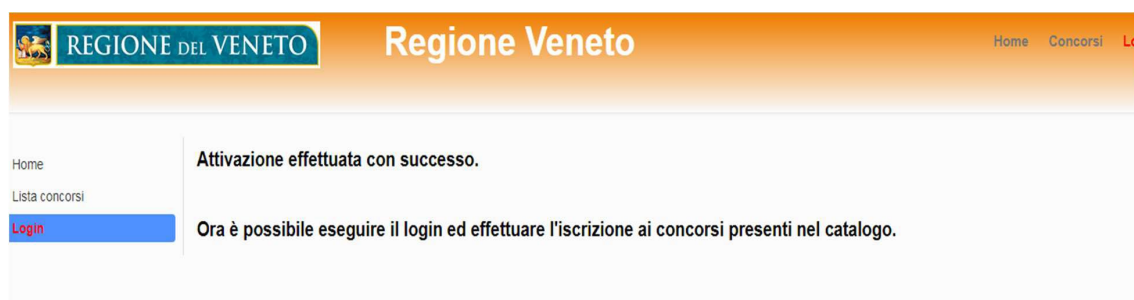 REGIONE DEL VENETO
Regione Veneto
Home Concorsi
Home
Lista concorsi
Login
Attivazione effettuata con successo.
Ora è possibile eseguire il login ed effettuare l'iscrizione ai concorsi presenti nel catalogo.